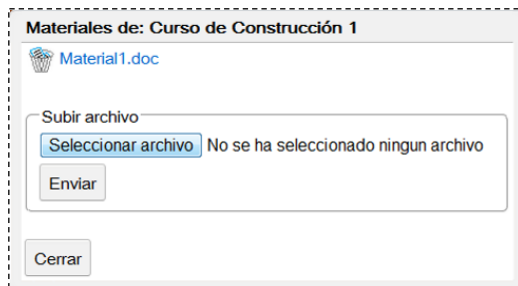 Materiales de: Curso de Construcción 1
Material1.doc
Subir archivo
Seleccionar archivo No se ha seleccionado ningun archivo
Enviar
Cerrar